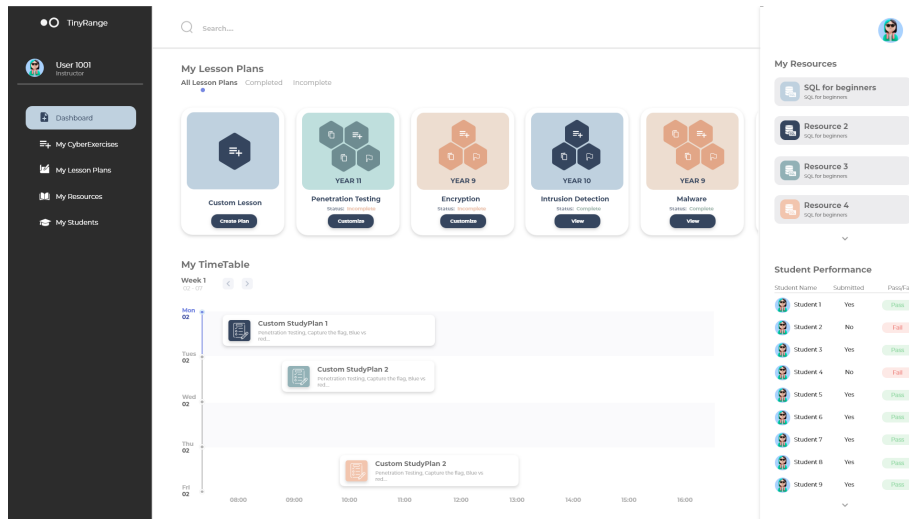 TinyRange
User 1001
Instructor
Dashboard
My CyberExercises
My Lesson Plans
My Resources
My Students
Search...
My Lesson Plans
All Lesson Plans Completed Incomplete
Custom Lesson
Create Plan
YEAR 11
Penetration Testing
Status: Incomplete
Customize
YEAR 9
Encryption
Status: Incomplete
Customize
YEAR 10
Intrusion Detection
Status: Complete
View
YEAR 9
Malware
Status: Complete
View
My TimeTable
Week 1
02 - 07
Mon
02
Custom StudyPlan 1
Penetration Testing, Capture the flag, Blue vs
red...
Tues
02
Custom StudyPlan 2
Penetration Testing, Capture the flag, Blue vs
red...
Wed
02
Thu
02
Custom StudyPlan 2
Penetration Testing, Capture the flag, Blue vs
red...
Fri
02
08:00 09:00 10:00 11:00 12:00 13:00 14:00 15:00 16:00
My Resources
SQL for beginners
SQL for beginners
Resource 2
SQL for beginners
Resource 3
SQL for beginners
Resource 4
SQL for beginners
Student Performance
Student Name Submitted Pass/Fa
Student 1 Yes Pass
Student 2 No Fail
Student 3 Yes Pass
Student 4 No Fail
Student 5 Yes Pass
Student 6 Yes Pass
Student 7 Yes Pass
Student 8 Yes Pass
Student 9 Yes Pass